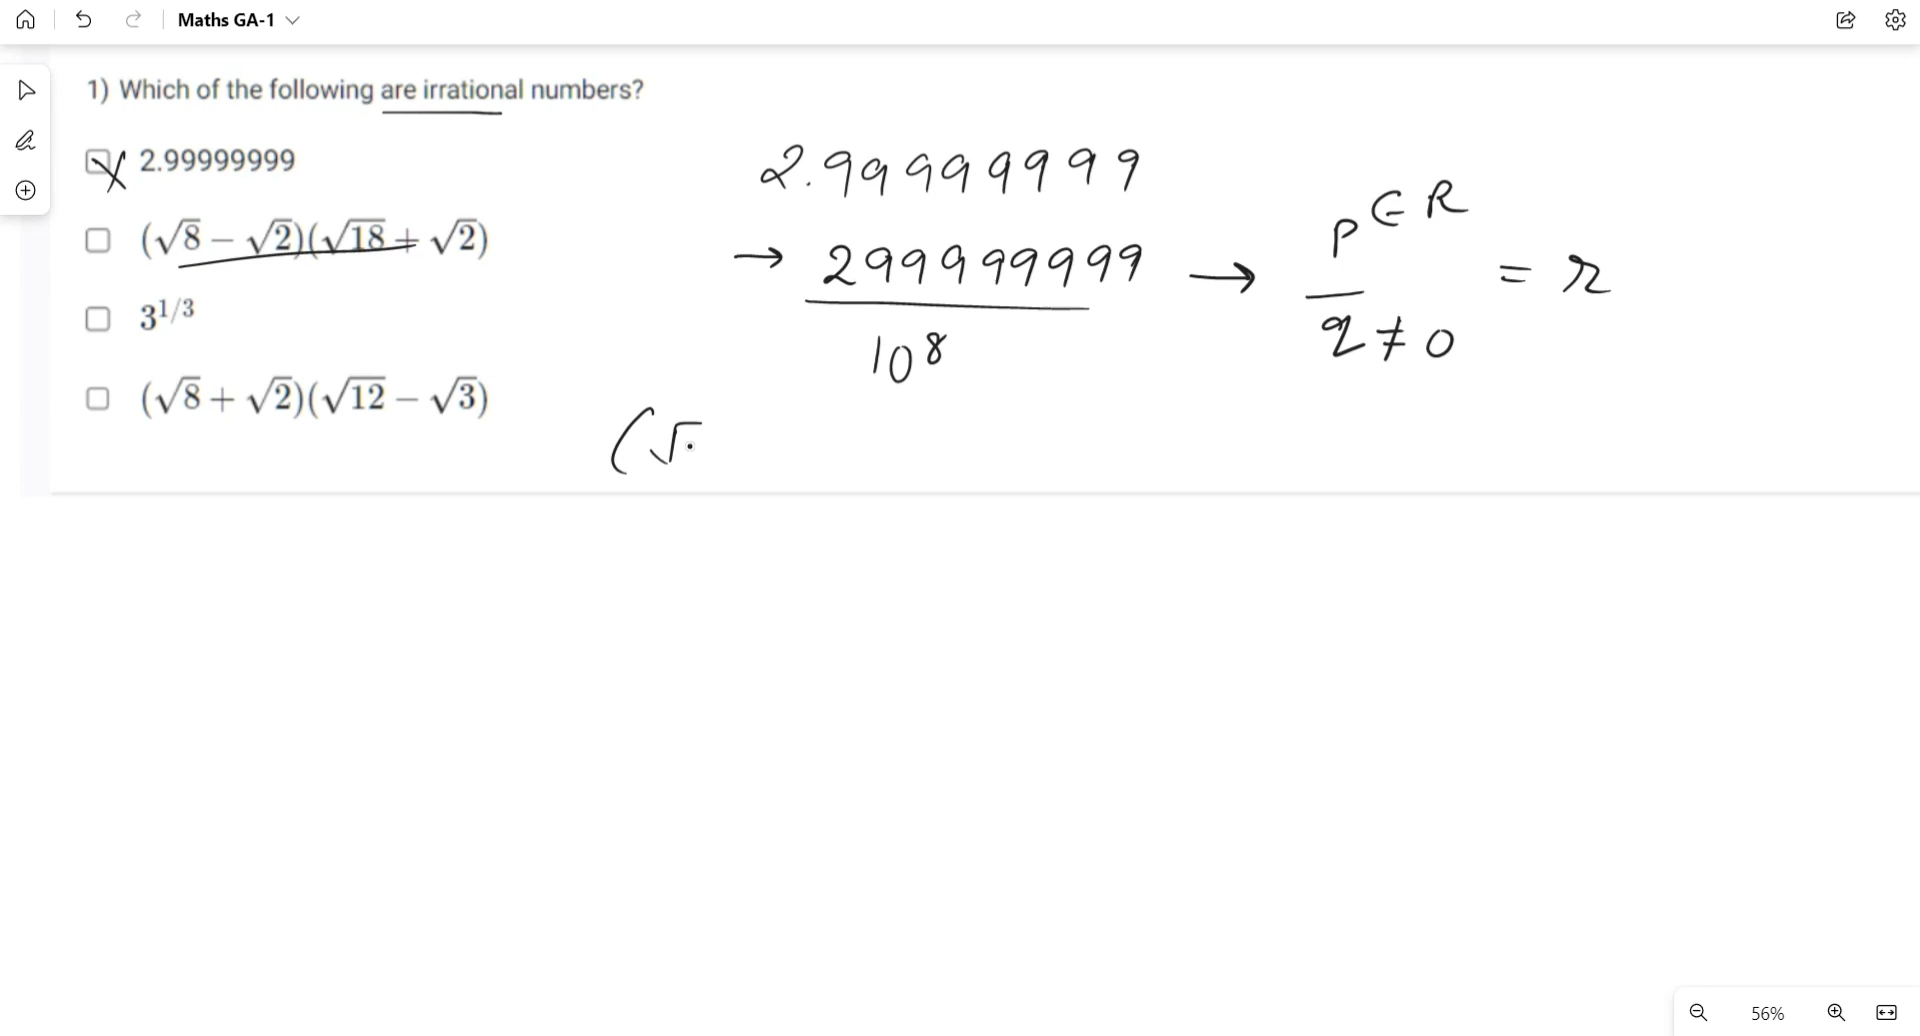 Maths GA-1
1) Which of the following are irrational numbers?
2.99999999
(√8 − √2)(√18 + √2)
3^1/3
(√8 + √2)(√12 − √3)
2.99999999
→ 299999999 / 10^8 → p ∈ R / q ≠ 0 = r
(√
56%